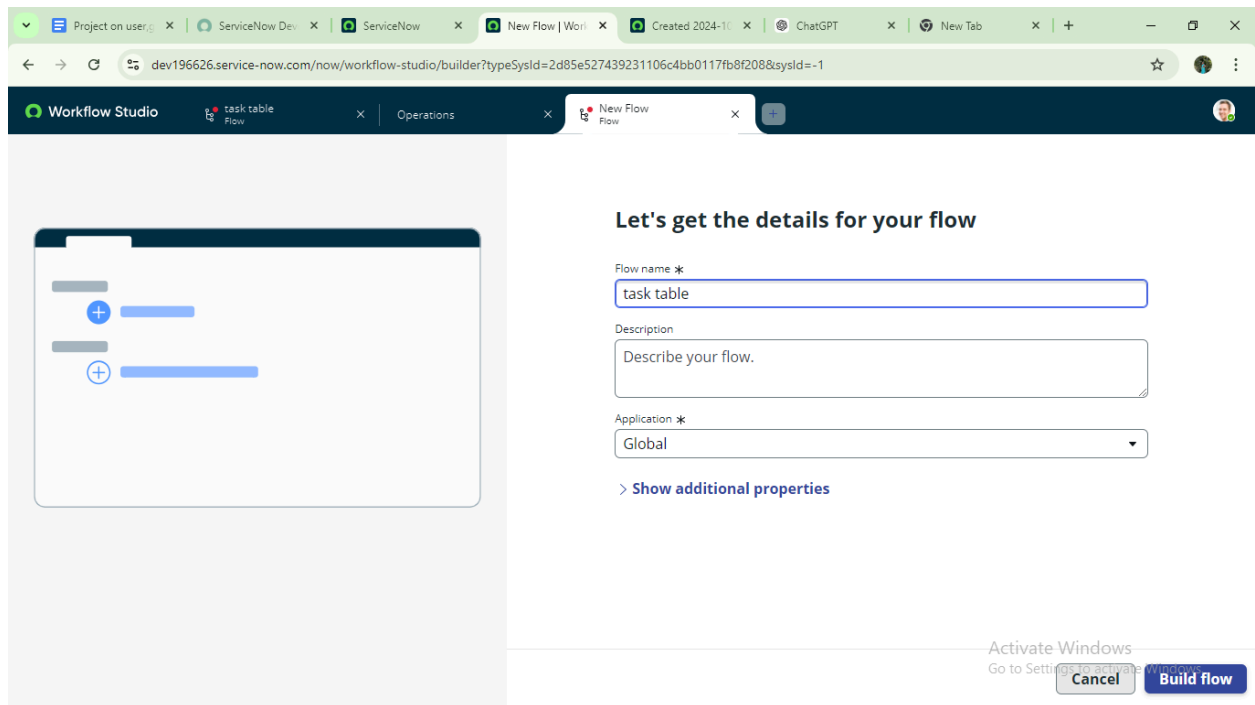 Project on user,g
ServiceNow Dev
ServiceNow
New Flow | Work
Created 2024-10
ChatGPT
New Tab
dev196626.service-now.com/now/workflow-studio/builder?typeSysId=2d85e527439231106c4bb0117fb8f208&sysId=-1
Workflow Studio
task table
Flow
Operations
New Flow
Flow
Let's get the details for your flow
Flow name *
task table
Description
Describe your flow.
Application *
Global
Show additional properties
Activate Windows
Go to Settings to activate Windows.
Cancel
Build flow